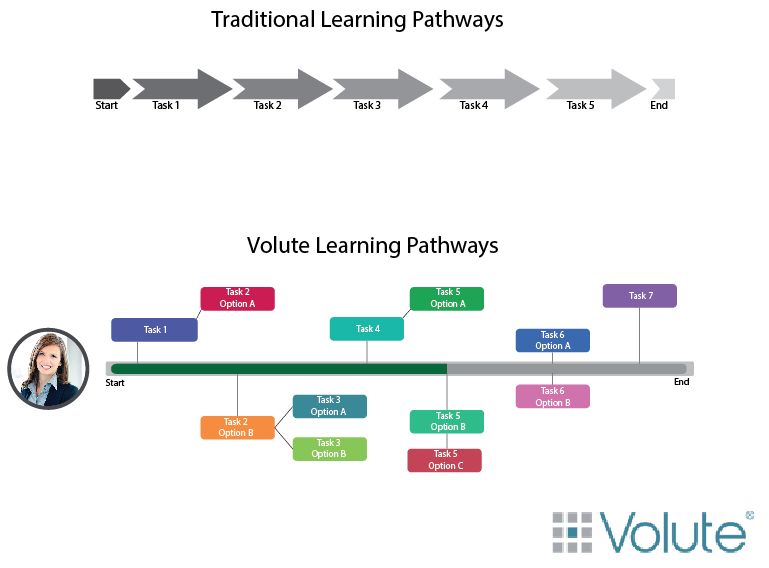 Traditional Learning Pathways
Start
Task 1
Task 2
Task 3
Task 4
Task 5
End
Volute Learning Pathways
Task 2
Option A
Task 5
Option A
Task 7
Task 1
Task 4
Task 6
Option A
Start
End
Task 6
Option B
Task 3
Option A
Task 2
Option B
Task 5
Option B
Task 3
Option B
Task 5
Option C
Volute